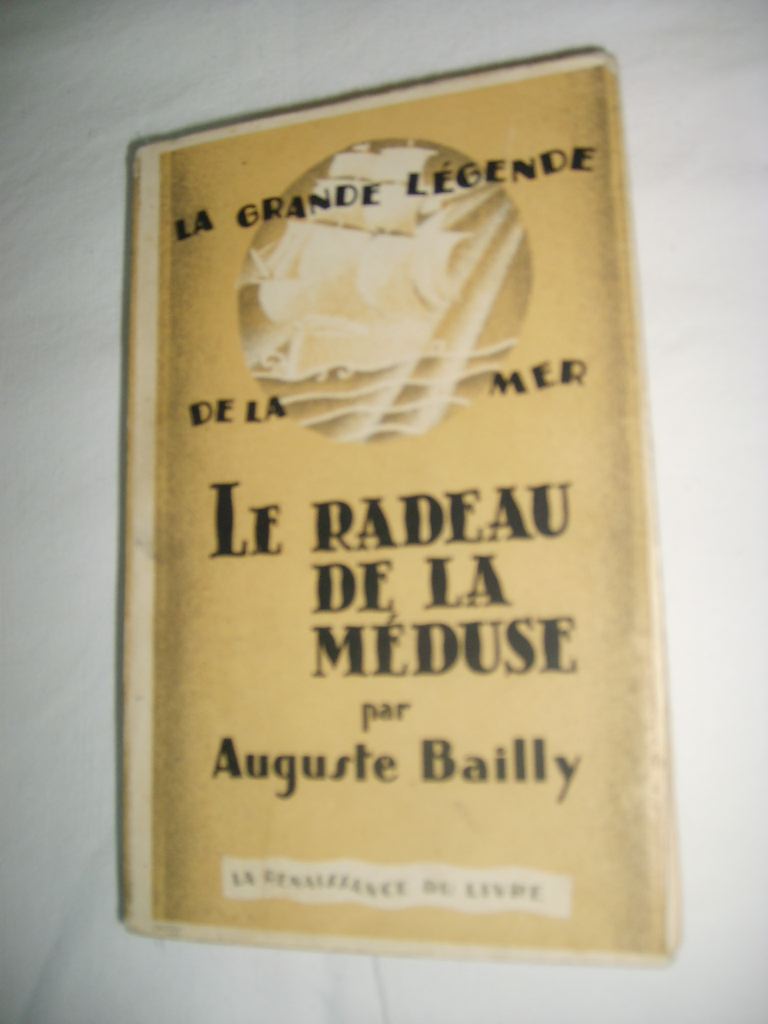 LA GRANDE LÉGENDE
DE LA MER
LE RADEAU
DE LA
MÉDUSE
par
Auguste Bailly
LA RENAISSANCE DU LIVRE